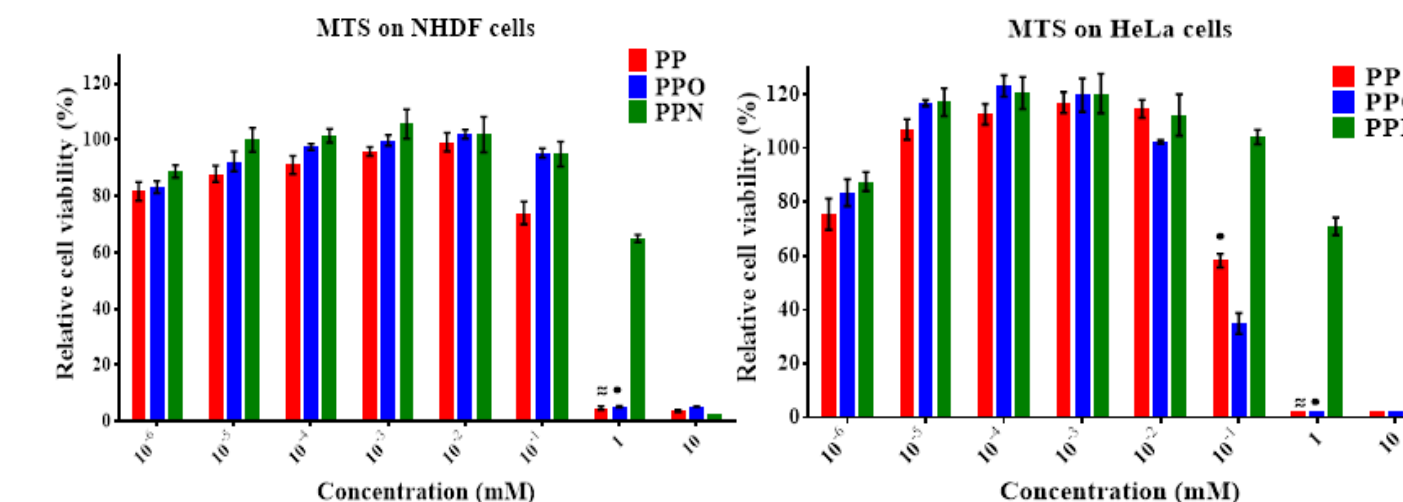 MTS on NHDF cells
PP
PPO
PPN
Relative cell viability (%)
120
100
80
60
40
20
0
≈ •
10⁻⁶ 10⁻⁵ 10⁻⁴ 10⁻³ 10⁻² 10⁻¹ 1 10
Concentration (mM)
MTS on HeLa cells
PP
PP
Relative cell viability (%)
120
100
80
60
40
20
0
•
≈ •
10⁻⁶ 10⁻⁵ 10⁻⁴ 10⁻³ 10⁻² 10⁻¹ 1 10
Concentration (mM)